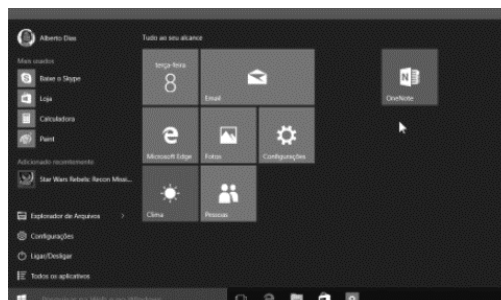 Alberto Dias
Tudo ao seu alcance
Mais usados
Baixe o Skype
Loja
Calculadora
Paint
Adicionado recentemente
Star Wars Rebels: Recon Missi...
Explorador de Arquivos
Configurações
Ligar/Desligar
Todos os aplicativos
terça-feira
8
Email
OneNote
Microsoft Edge
Fotos
Configurações
Clima
Pessoas